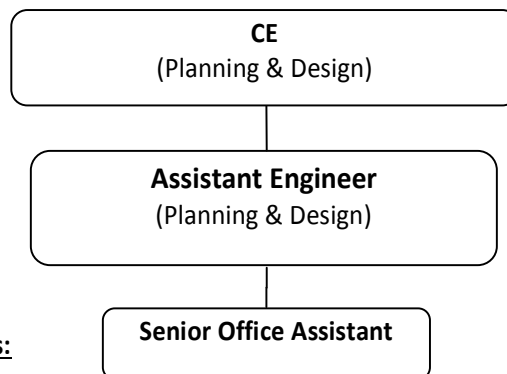 CE
(Planning & Design)
Assistant Engineer
(Planning & Design)
Senior Office Assistant
s: